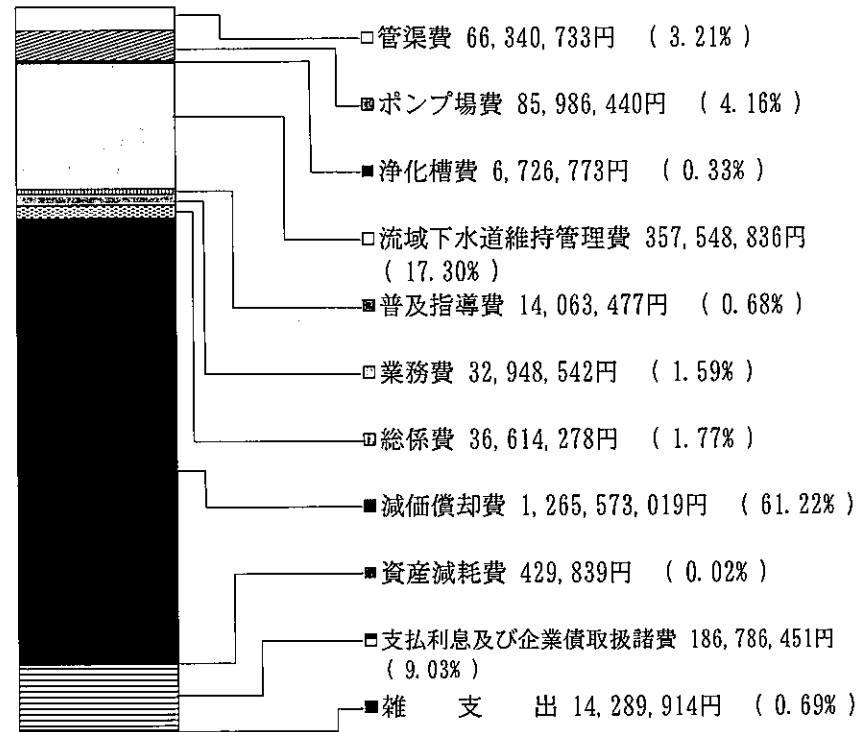 管渠費 66,340,733円 (3.21%)
ポンプ場費 85,986,440円 (4.16%)
浄化槽費 6,726,773円 (0.33%)
流域下水道維持管理費 357,548,836円
(17.30%)
普及指導費 14,063,477円 (0.68%)
業務費 32,948,542円 (1.59%)
総係費 36,614,278円 (1.77%)
減価償却費 1,265,573,019円 (61.22%)
資産減耗費 429,839円 (0.02%)
支払利息及び企業債取扱諸費 186,786,451円
(9.03%)
雑 支 出 14,289,914円 (0.69%)